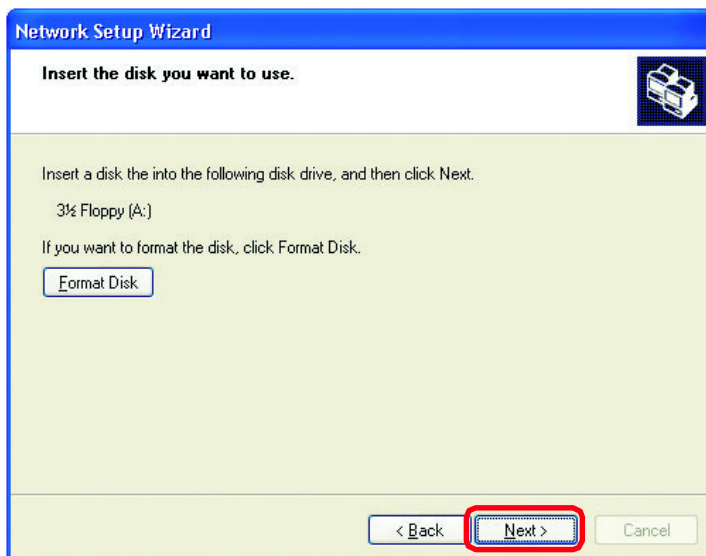 Network Setup Wizard
Insert the disk you want to use.
Insert a disk the into the following disk drive, and then click Next.
3½ Floppy (A:)
If you want to format the disk, click Format Disk.
Format Disk
< Back Next > Cancel